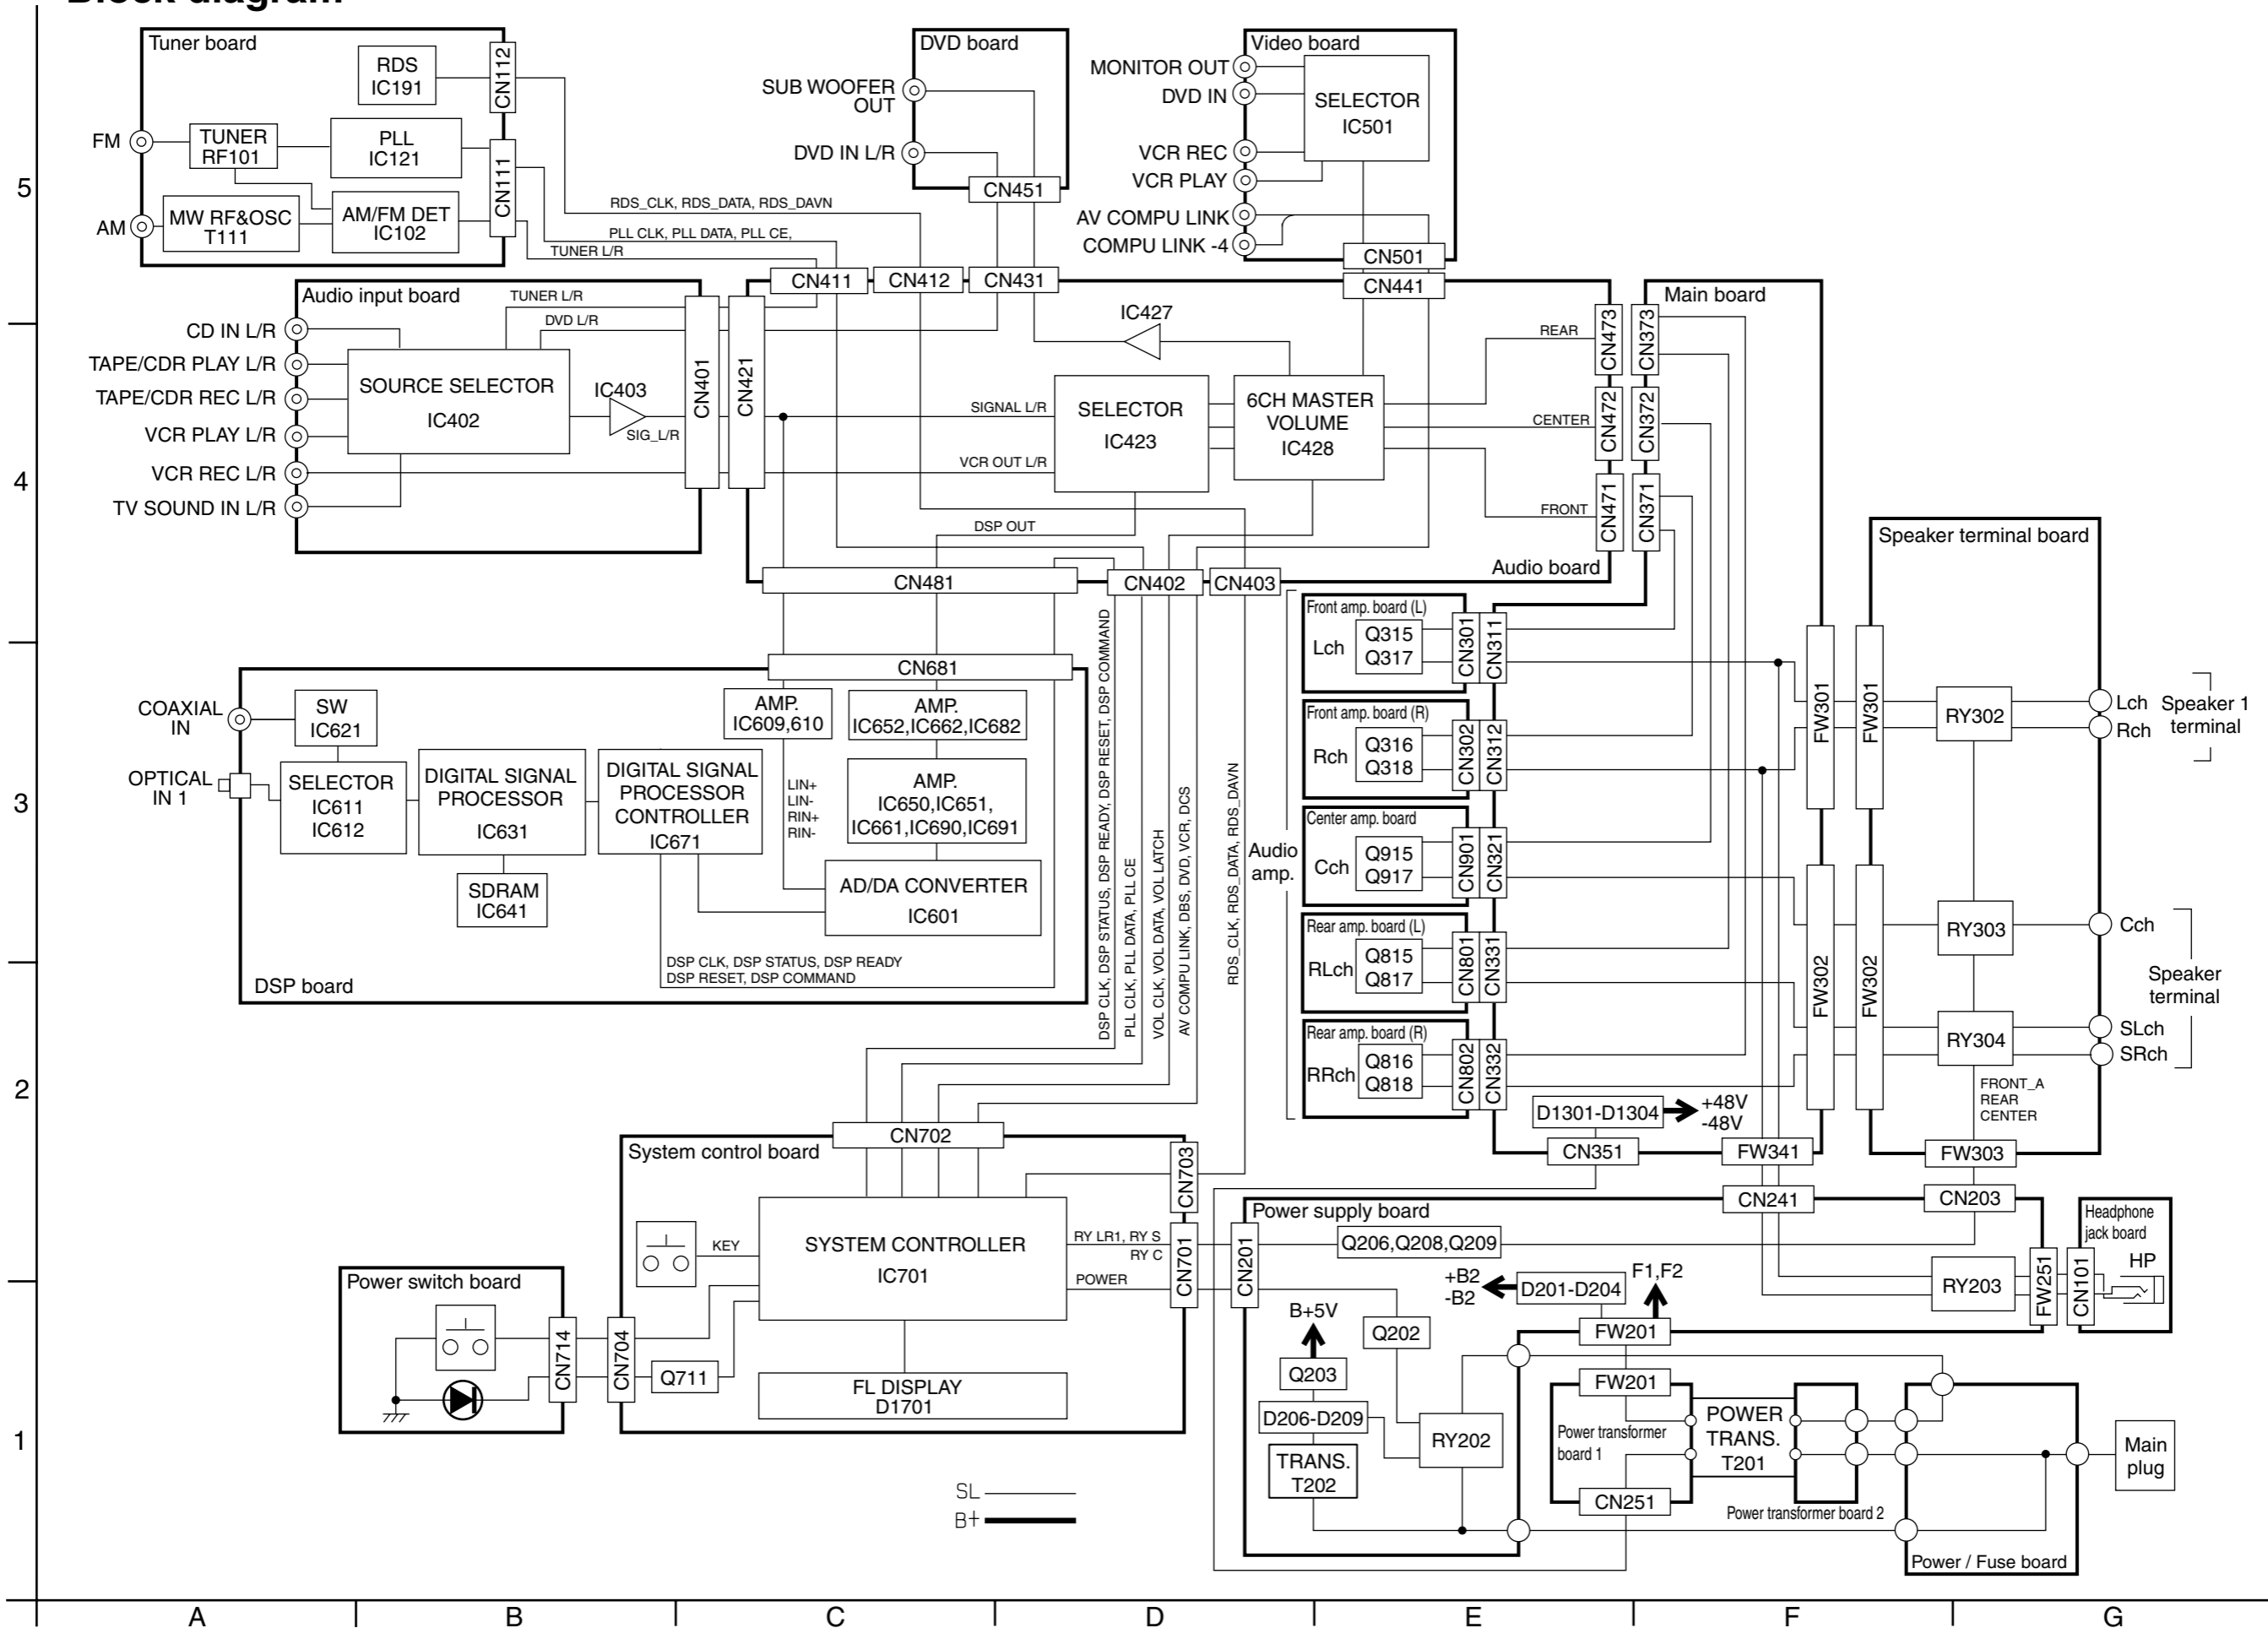 Block diagram
Tuner board
RDS
IC191
CN112
FM
TUNER
RF101
PLL
IC121
CN111
AM
MW RF&OSC
T111
AM/FM DET
IC102
RDS_CLK, RDS_DATA, RDS_DAVN
PLL CLK, PLL DATA, PLL CE,
TUNER L/R
DVD board
SUB WOOFER
OUT
DVD IN L/R
CN451
Video board
MONITOR OUT
DVD IN
SELECTOR
IC501
VCR REC
VCR PLAY
AV COMPU LINK
COMPU LINK -4
CN501
5
Audio input board
TUNER L/R
DVD L/R
CD IN L/R
TAPE/CDR PLAY L/R
TAPE/CDR REC L/R
VCR PLAY L/R
VCR REC L/R
TV SOUND IN L/R
SOURCE SELECTOR
IC402
IC403
SIG_L/R
CN401
CN421
CN411
CN412
CN431
CN441
IC427
SIGNAL L/R
VCR OUT L/R
SELECTOR
IC423
6CH MASTER
VOLUME
IC428
REAR
CENTER
FRONT
CN473
CN472
CN471
DSP OUT
CN481
CN402
CN403
Audio board
4
Main board
CN373
CN372
CN371
Speaker terminal board
Front amp. board (L)
Lch
Q315
Q317
CN301
CN311
Front amp. board (R)
Rch
Q316
Q318
CN302
CN312
Center amp. board
Cch
Q915
Q917
CN901
CN321
Rear amp. board (L)
RLch
Q815
Q817
CN801
CN331
Rear amp. board (R)
RRch
Q816
Q818
CN802
CN332
Audio
amp.
FW301
FW301
FW302
FW302
RY302
RY303
RY304
Lch
Rch
Speaker 1
terminal
Cch
SLch
SRch
Speaker
terminal
FRONT_A
REAR
CENTER
FW303
D1301-D1304
+48V
-48V
CN351
FW341
3
CN681
COAXIAL
IN
SW
IC621
OPTICAL
IN 1
SELECTOR
IC611
IC612
DIGITAL SIGNAL
PROCESSOR
IC631
SDRAM
IC641
DIGITAL SIGNAL
PROCESSOR
CONTROLLER
IC671
AMP.
IC609,610
AMP.
IC652,IC662,IC682
LIN+
LIN-
RIN+
RIN-
AMP.
IC650,IC651,
IC661,IC690,IC691
AD/DA CONVERTER
IC601
DSP CLK, DSP STATUS, DSP READY
DSP RESET, DSP COMMAND
DSP board
DSP CLK, DSP STATUS, DSP READY, DSP RESET, DSP COMMAND
PLL CLK, PLL DATA, PLL CE
VOL CLK, VOL DATA, VOL LATCH
AV COMPU LINK, DBS, DVD, VCR, DCS
RDS_CLK, RDS_DATA, RDS_DAVN
2
CN702
System control board
CN703
KEY
SYSTEM CONTROLLER
IC701
RY LR1, RY S
RY C
POWER
CN701
CN201
Power switch board
CN714
CN704
Q711
FL DISPLAY
D1701
Power supply board
Q206,Q208,Q209
CN241
CN203
Headphone
jack board
HP
CN101
FW251
RY203
+B2
-B2
D201-D204
F1,F2
FW201
B+5V
Q202
Q203
D206-D209
TRANS.
T202
RY202
FW201
Power transformer
board 1
CN251
POWER
TRANS.
T201
Power transformer board 2
Main
plug
Power / Fuse board
1
SL
B+
A
B
C
D
E
F
G